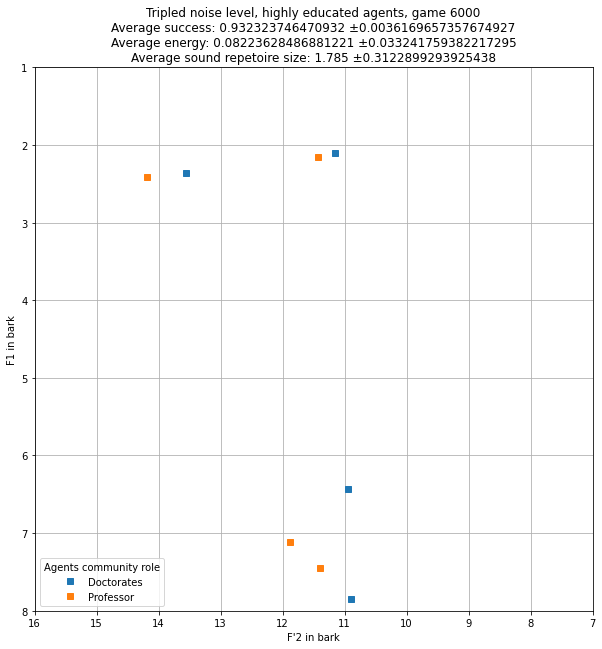 Tripled noise level, highly educated agents, game 6000
Average success: 0.932323746470932 ±0.0036169657357674927
Average energy: 0.08223628486881221 ±0.033241759382217295
Average sound repetoire size: 1.785 ±0.3122899293925438
1
2
3
4
5
6
7
8
F1 in bark
Agents community role
Doctorates
Professor
16 15 14 13 12 11 10 9 8 7
F'2 in bark